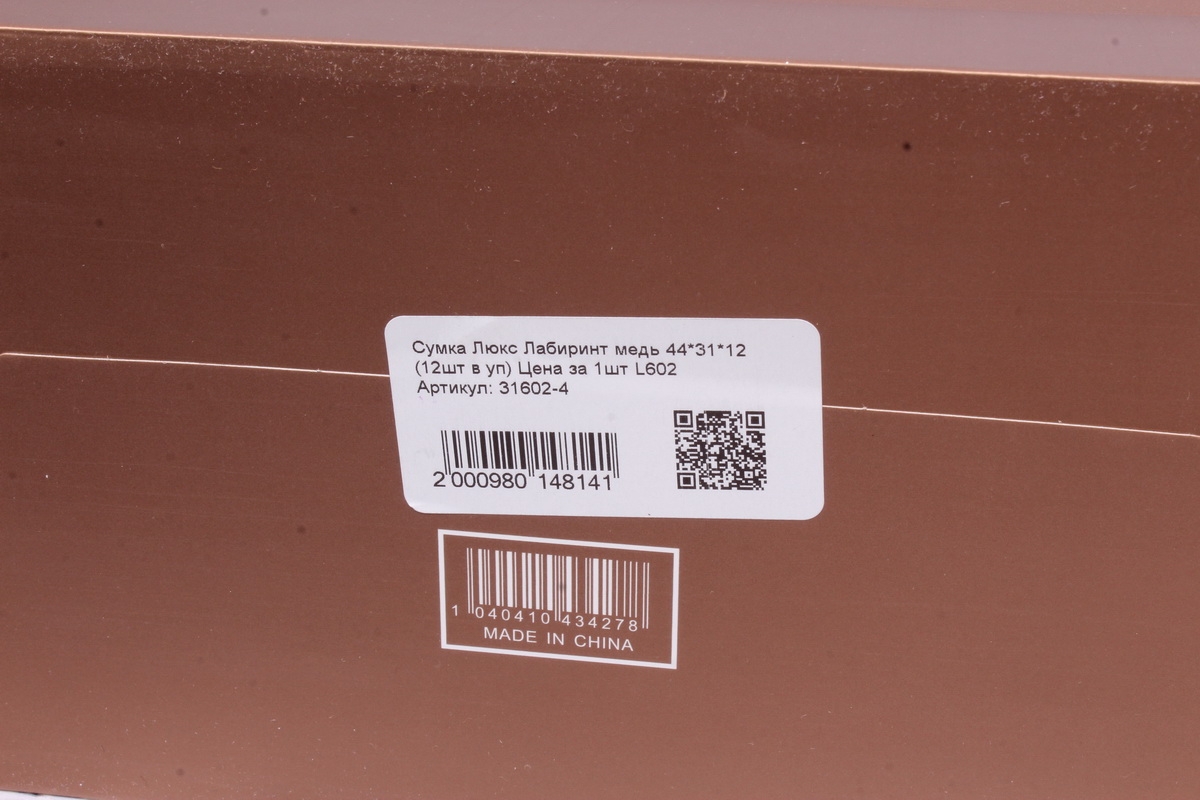 Сумка Люкс Лабиринт медь 44*31*12
(12шт в уп) Цена за 1шт L602
Артикул: 31602-4
2 000980 148141
1 040410 434278
MADE IN CHINA